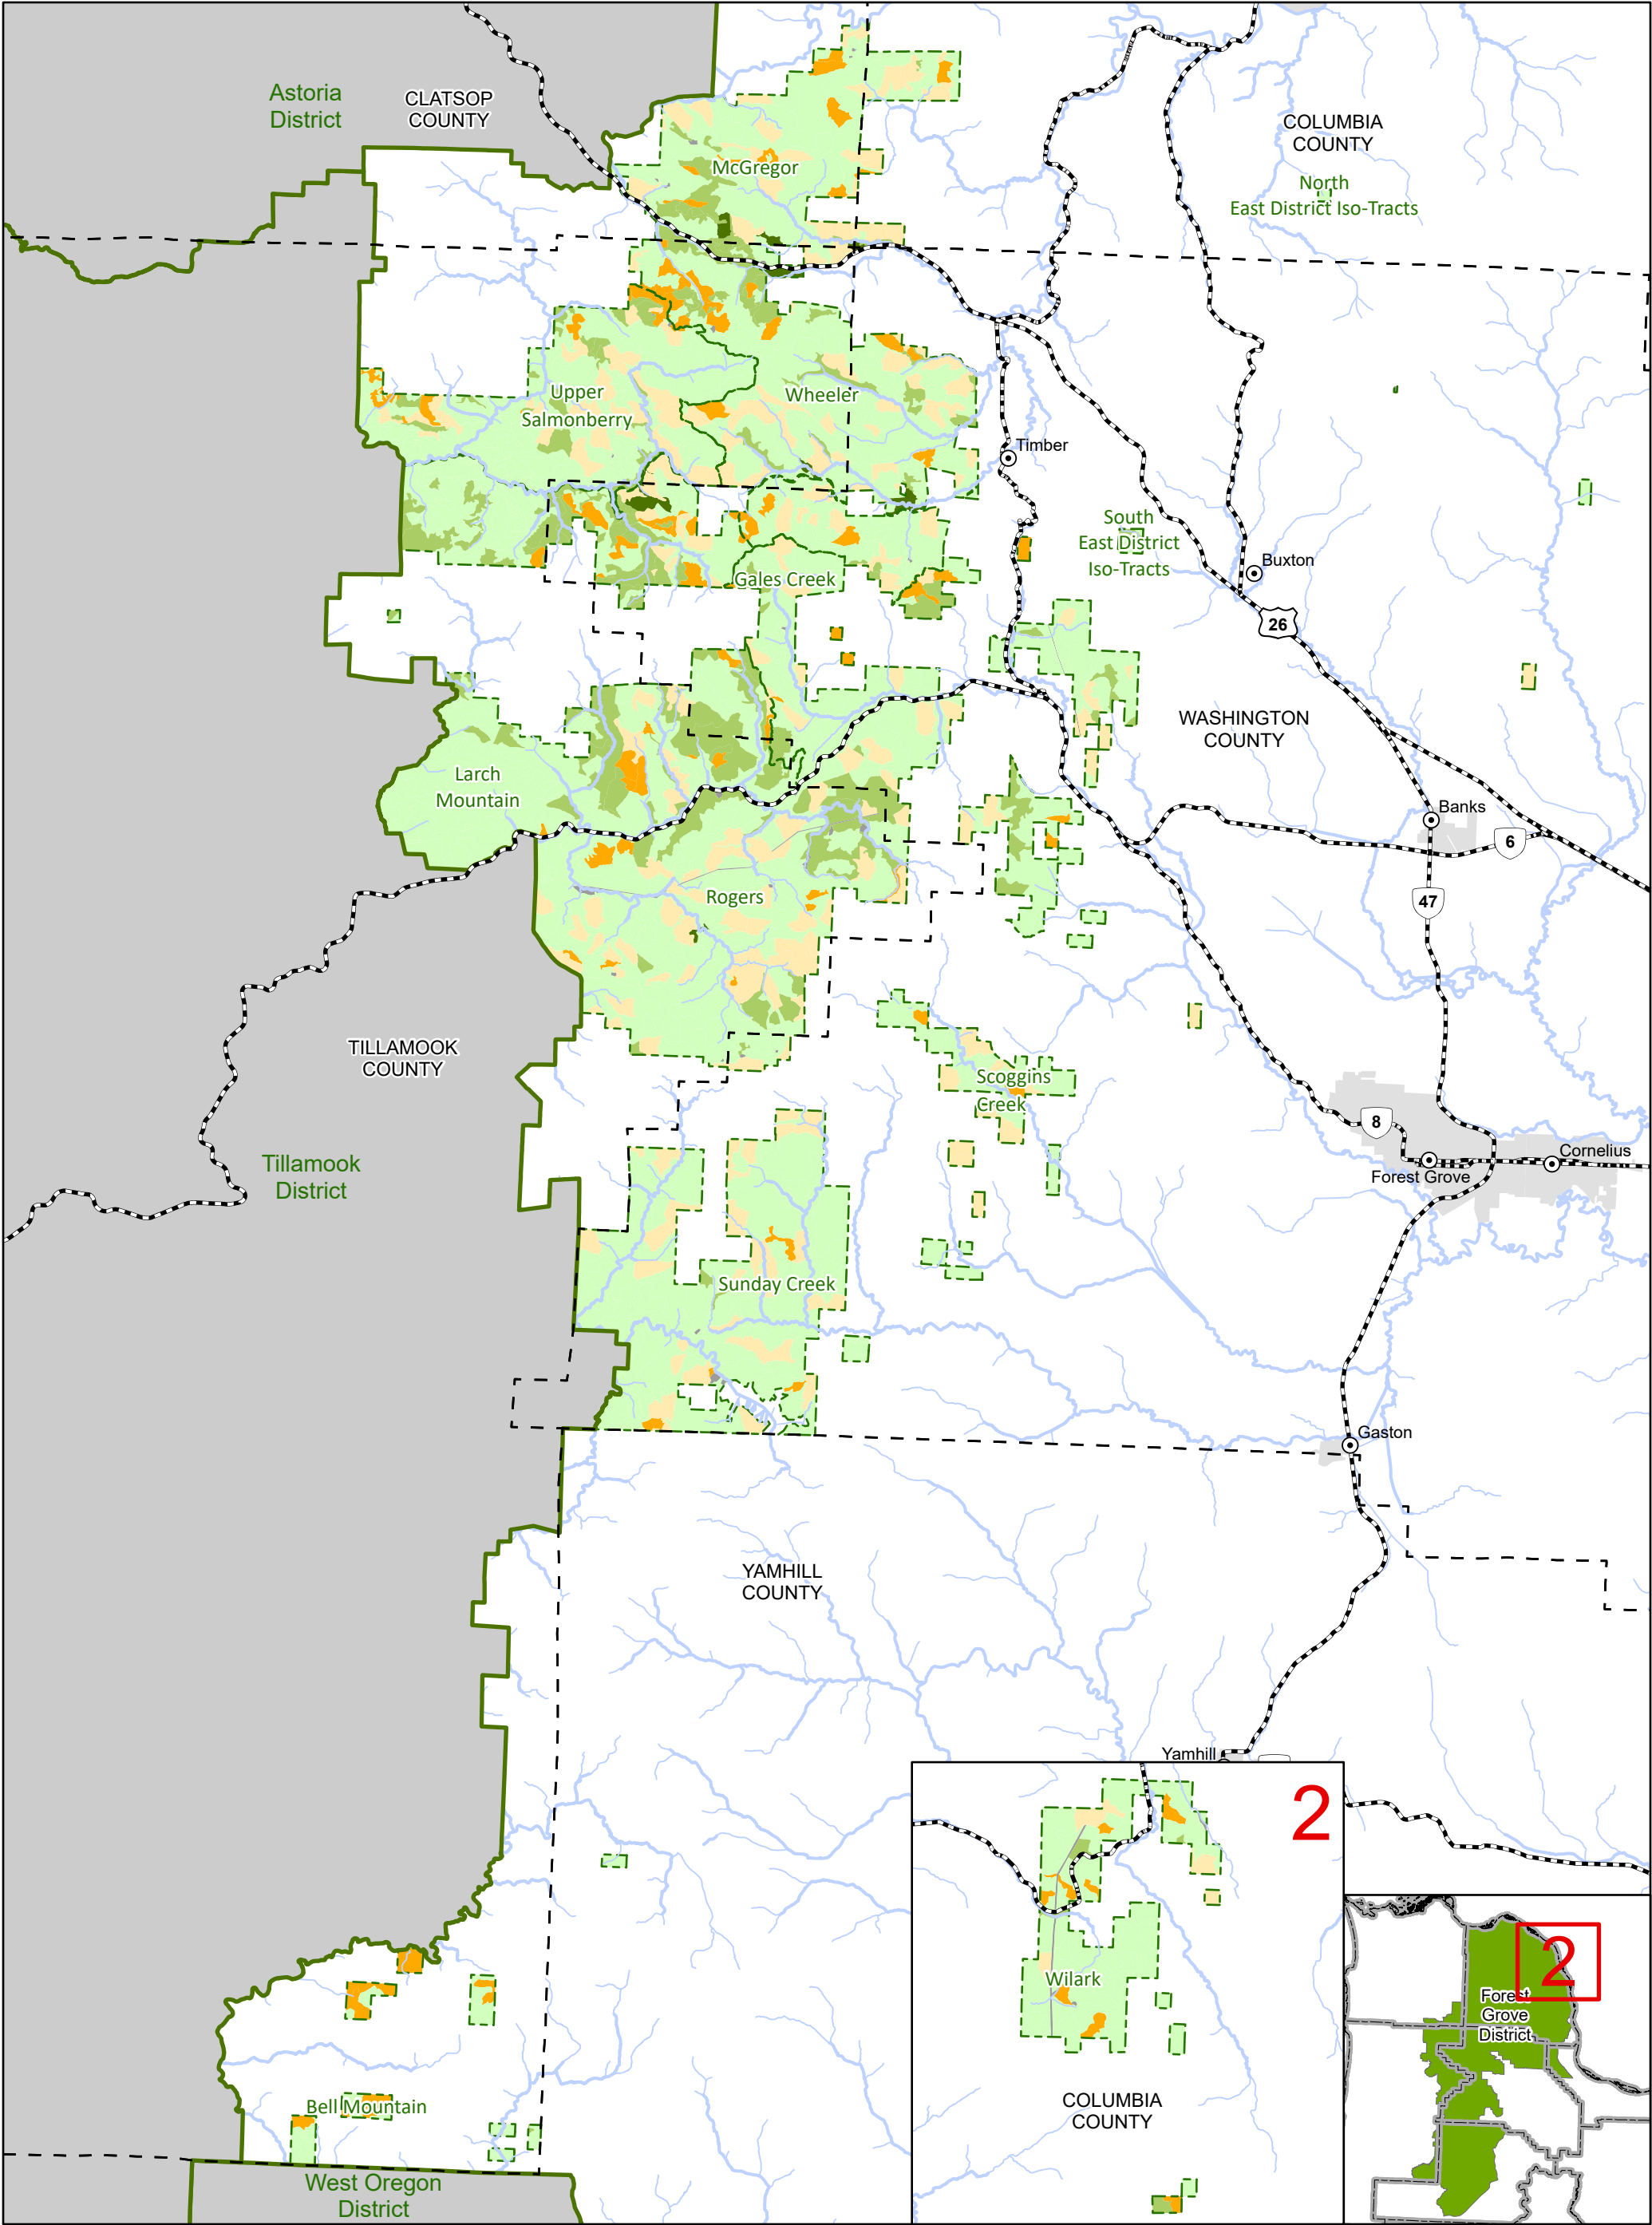 Astoria
District
CLATSOP
COUNTY
COLUMBIA
COUNTY
McGregor
North
East District Iso-Tracts
Upper
Salmonberry
Wheeler
Timber
South
East District
Iso-Tracts
Buxton
Gales Creek
26
WASHINGTON
COUNTY
Larch
Mountain
Banks
6
Rogers
47
TILLAMOOK
COUNTY
Scoggins
Creek
8
Tillamook
District
Cornelius
Forest Grove
Sunday Creek
Gaston
YAMHILL
COUNTY
Yamhill
2
Wilark
COLUMBIA
COUNTY
2
Forest
Grove
District
Bell Mountain
West Oregon
District